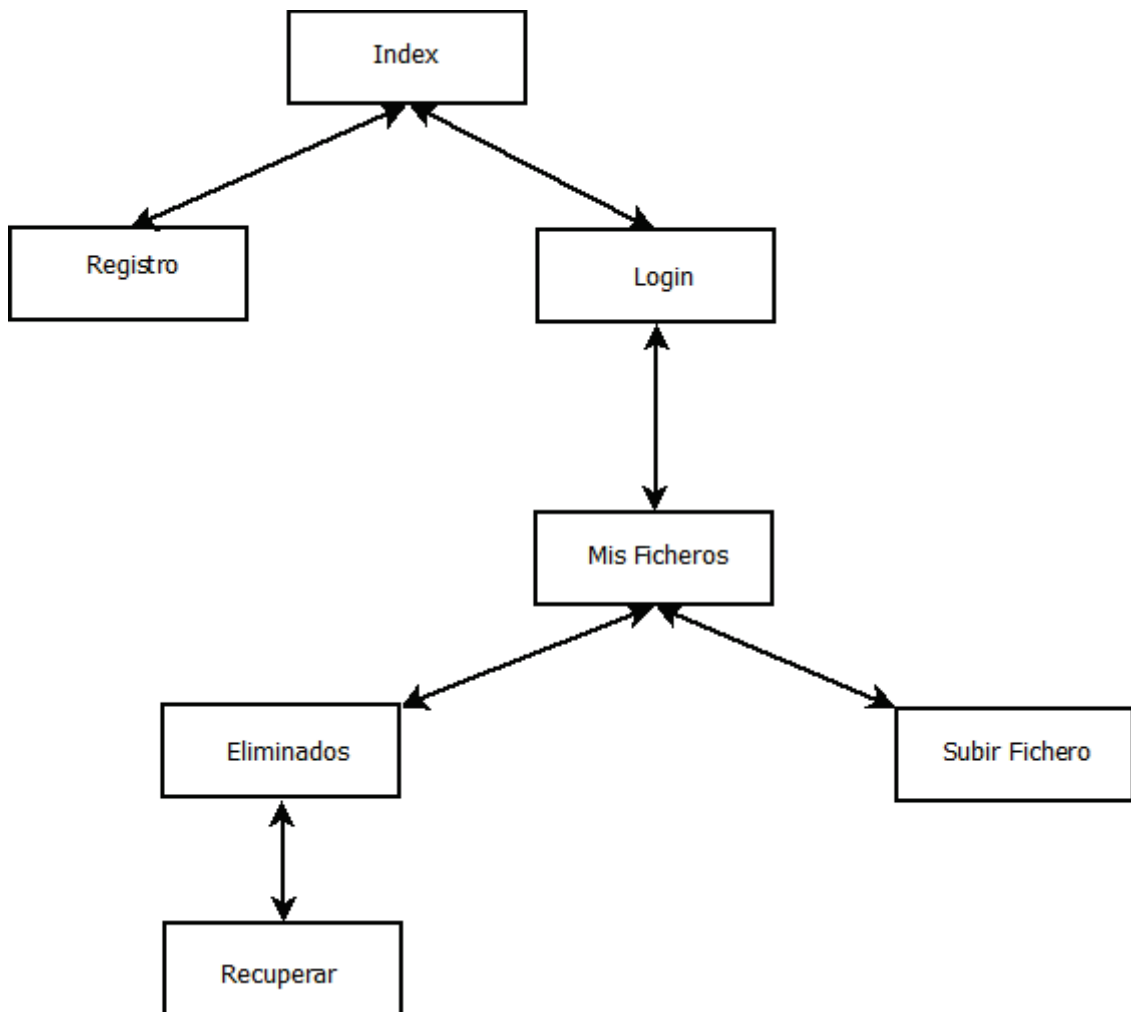 Index
Registro
Login
Mis Ficheros
Eliminados
Subir Fichero
Recuperar